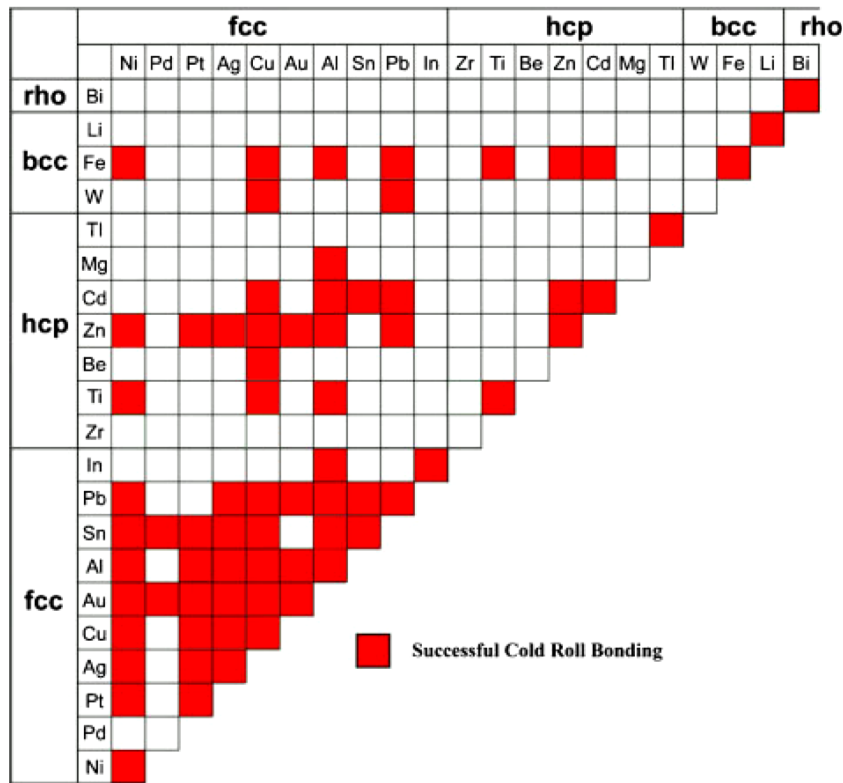 fcc hcp bcc rho
Ni Pd Pt Ag Cu Au Al Sn Pb In Zr Ti Be Zn Cd Mg Tl W Fe Li Bi
rho Bi
Li
bcc Fe
W
Tl
Mg
Cd
hcp Zn
Be
Ti
Zr
In
Pb
Sn
Al
fcc Au
Cu
Successful Cold Roll Bonding
Ag
Pt
Pd
Ni